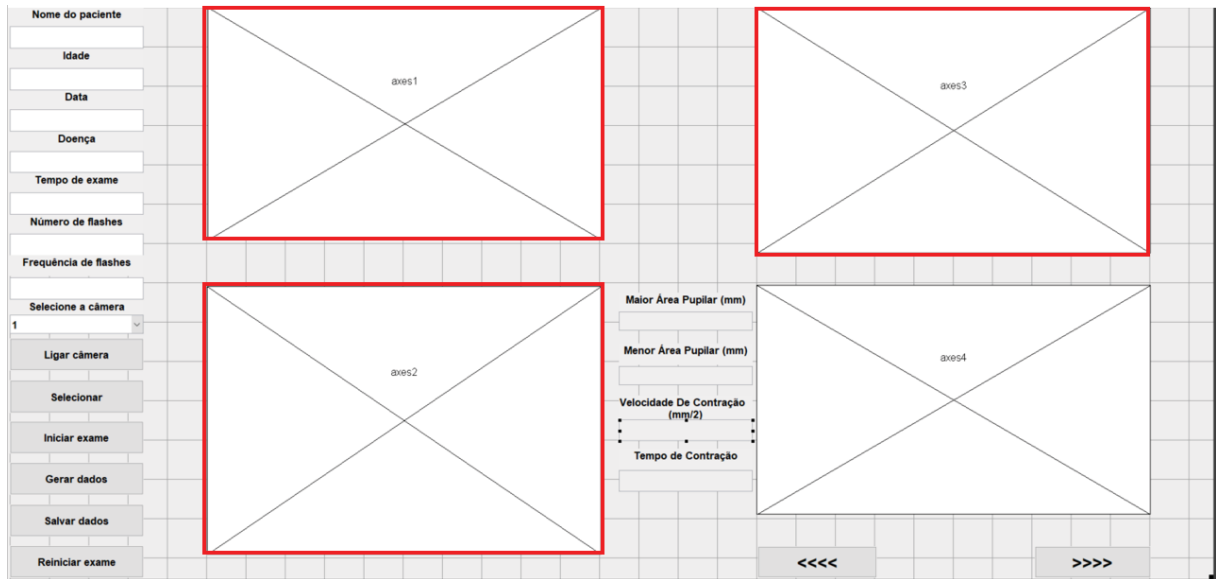 Nome do paciente
Idade
Data
Doença
Tempo de exame
Número de flashes
Frequência de flashes
Selecione a câmera
1
Ligar câmera
Selecionar
Iniciar exame
Gerar dados
Salvar dados
Reiniciar exame
axes1
axes2
Maior Área Pupilar (mm)
Menor Área Pupilar (mm)
Velocidade De Contração
(mm/2)
Tempo de Contração
axes3
axes4
<<<<
>>>>